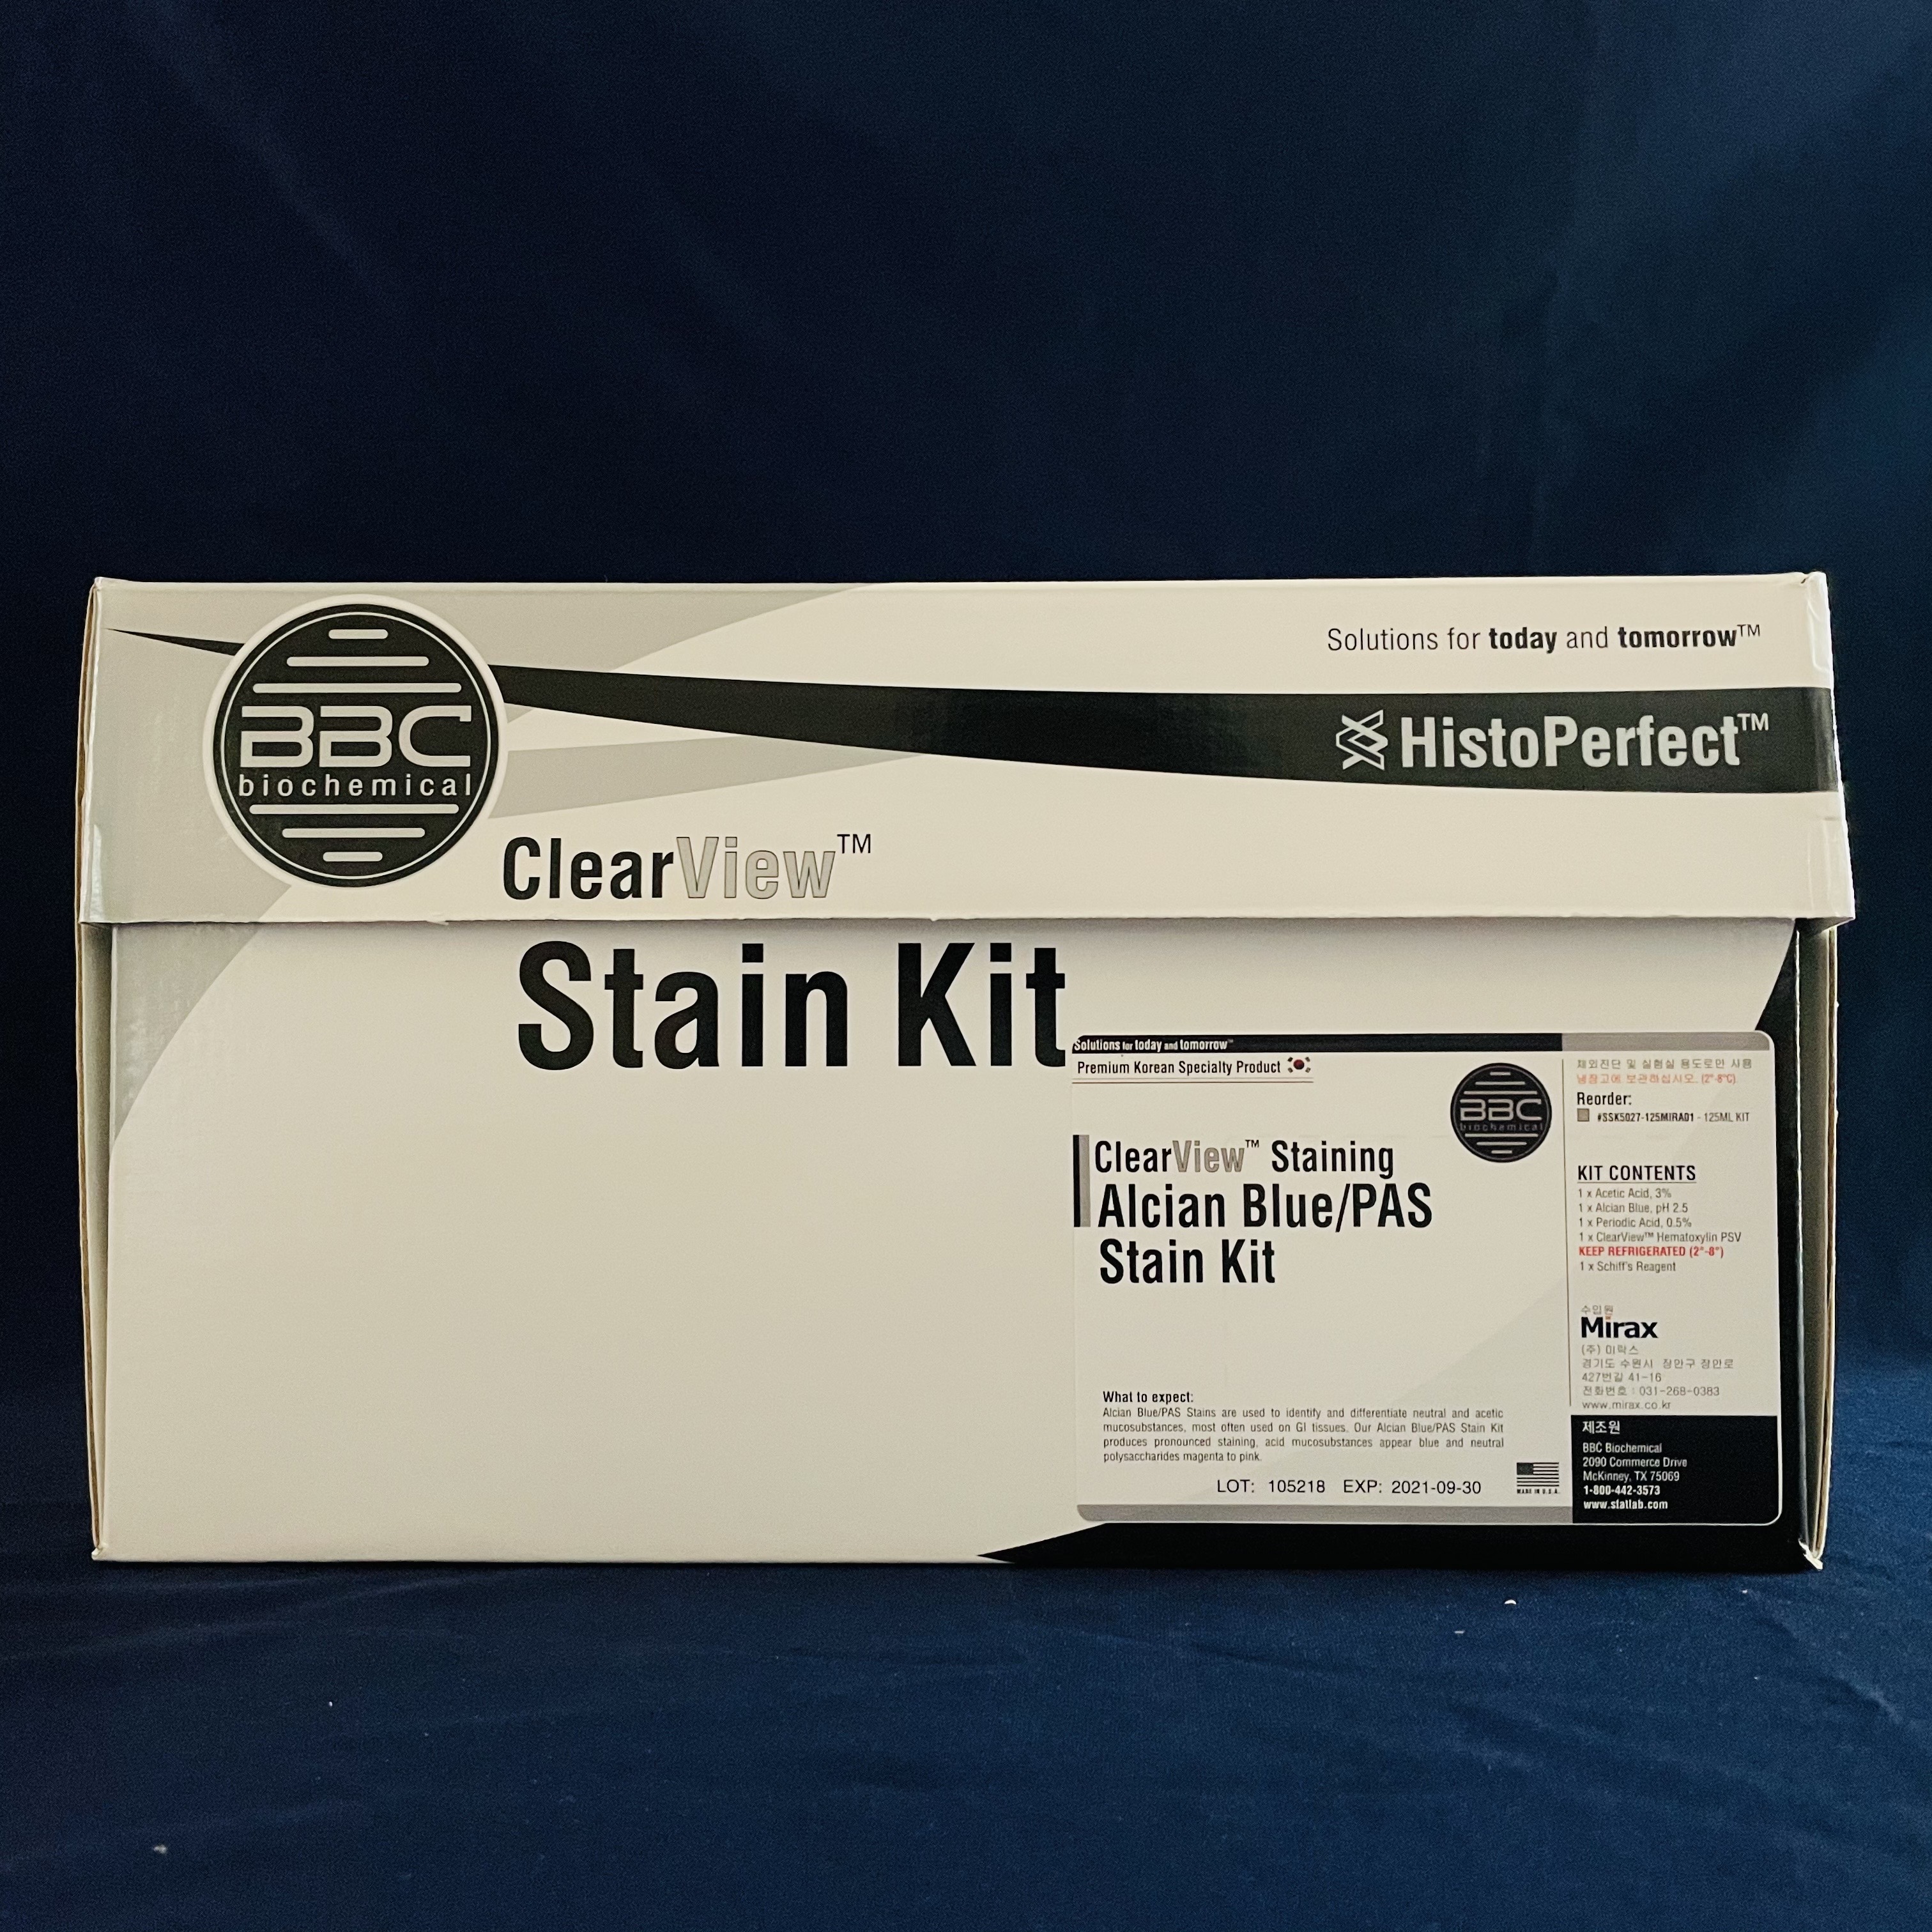 Solutions for today and tomorrow™
BBC
biochemical
HistoPerfect™
ClearView™
Stain Kit
Solutions for today and tomorrow™
Premium Korean Specialty Product
BBC
biochemical
ClearView™ Staining
Alcian Blue/PAS
Stain Kit
What to expect:
Alcian Blue/PAS Stains are used to identify and differentiate neutral and acetic
mucosubstances, most often used on GI tissues. Our Alcian Blue/PAS Stain Kit
produces pronounced staining, acid mucosubstances appear blue and neutral
polysaccharides magenta to pink.
LOT: 105218 EXP: 2021-09-30
MADE IN U.S.A.
체외진단 및 실험실 용도로만 사용
냉장고에 보관하십시오. (2°-8°C)
Reorder:
#SSK5027-125MIRA01 - 125ML KIT
KIT CONTENTS
1 x Acetic Acid, 3%
1 x Alcian Blue, pH 2.5
1 x Periodic Acid, 0.5%
1 x ClearView™ Hematoxylin PSV
KEEP REFRIGERATED (2°-8°)
1 x Schiff's Reagent
수입원
Mirax
(주) 미락스
경기도 수원시 장안구 장안로
427번길 41-16
전화번호 : 031-268-0383
www.mirax.co.kr
제조원
BBC Biochemical
2090 Commerce Drive
McKinney, TX 75069
1-800-442-3573
www.statlab.com